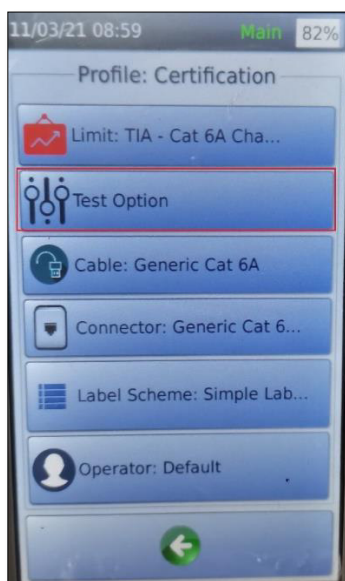 11/03/21 08:59 Main 82%
Profile: Certification
Limit: TIA - Cat 6A Cha...
Test Option
Cable: Generic Cat 6A
Connector: Generic Cat 6...
Label Scheme: Simple Lab...
Operator: Default